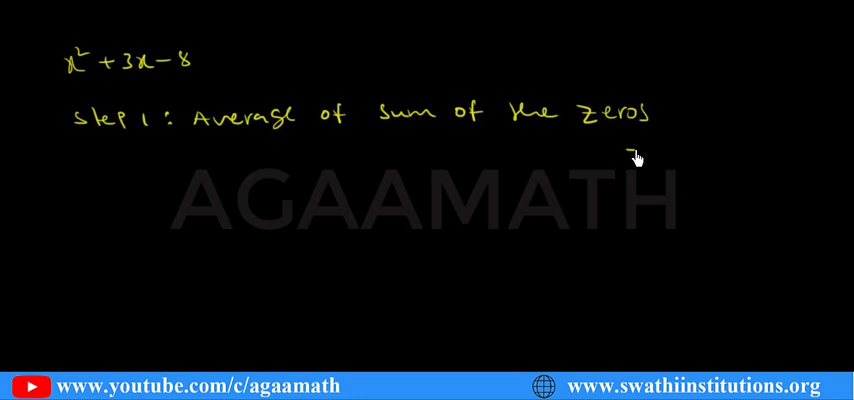 x² + 3x - 8
Step 1 : Average of sum of the zeros
AGAAMATH
www.youtube.com/c/agaamath
www.swathiinstitutions.org